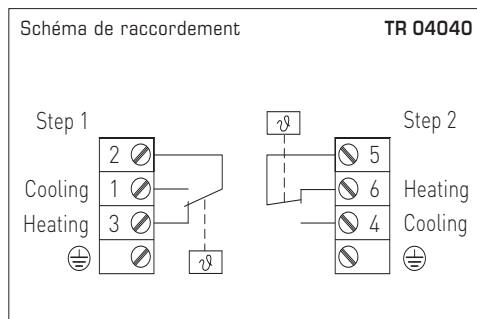 Schéma de raccordement TR 04040
Step 1
Step 2
2
5
Cooling 1
6 Heating
Heating 3
4 Cooling
ϑ
ϑ